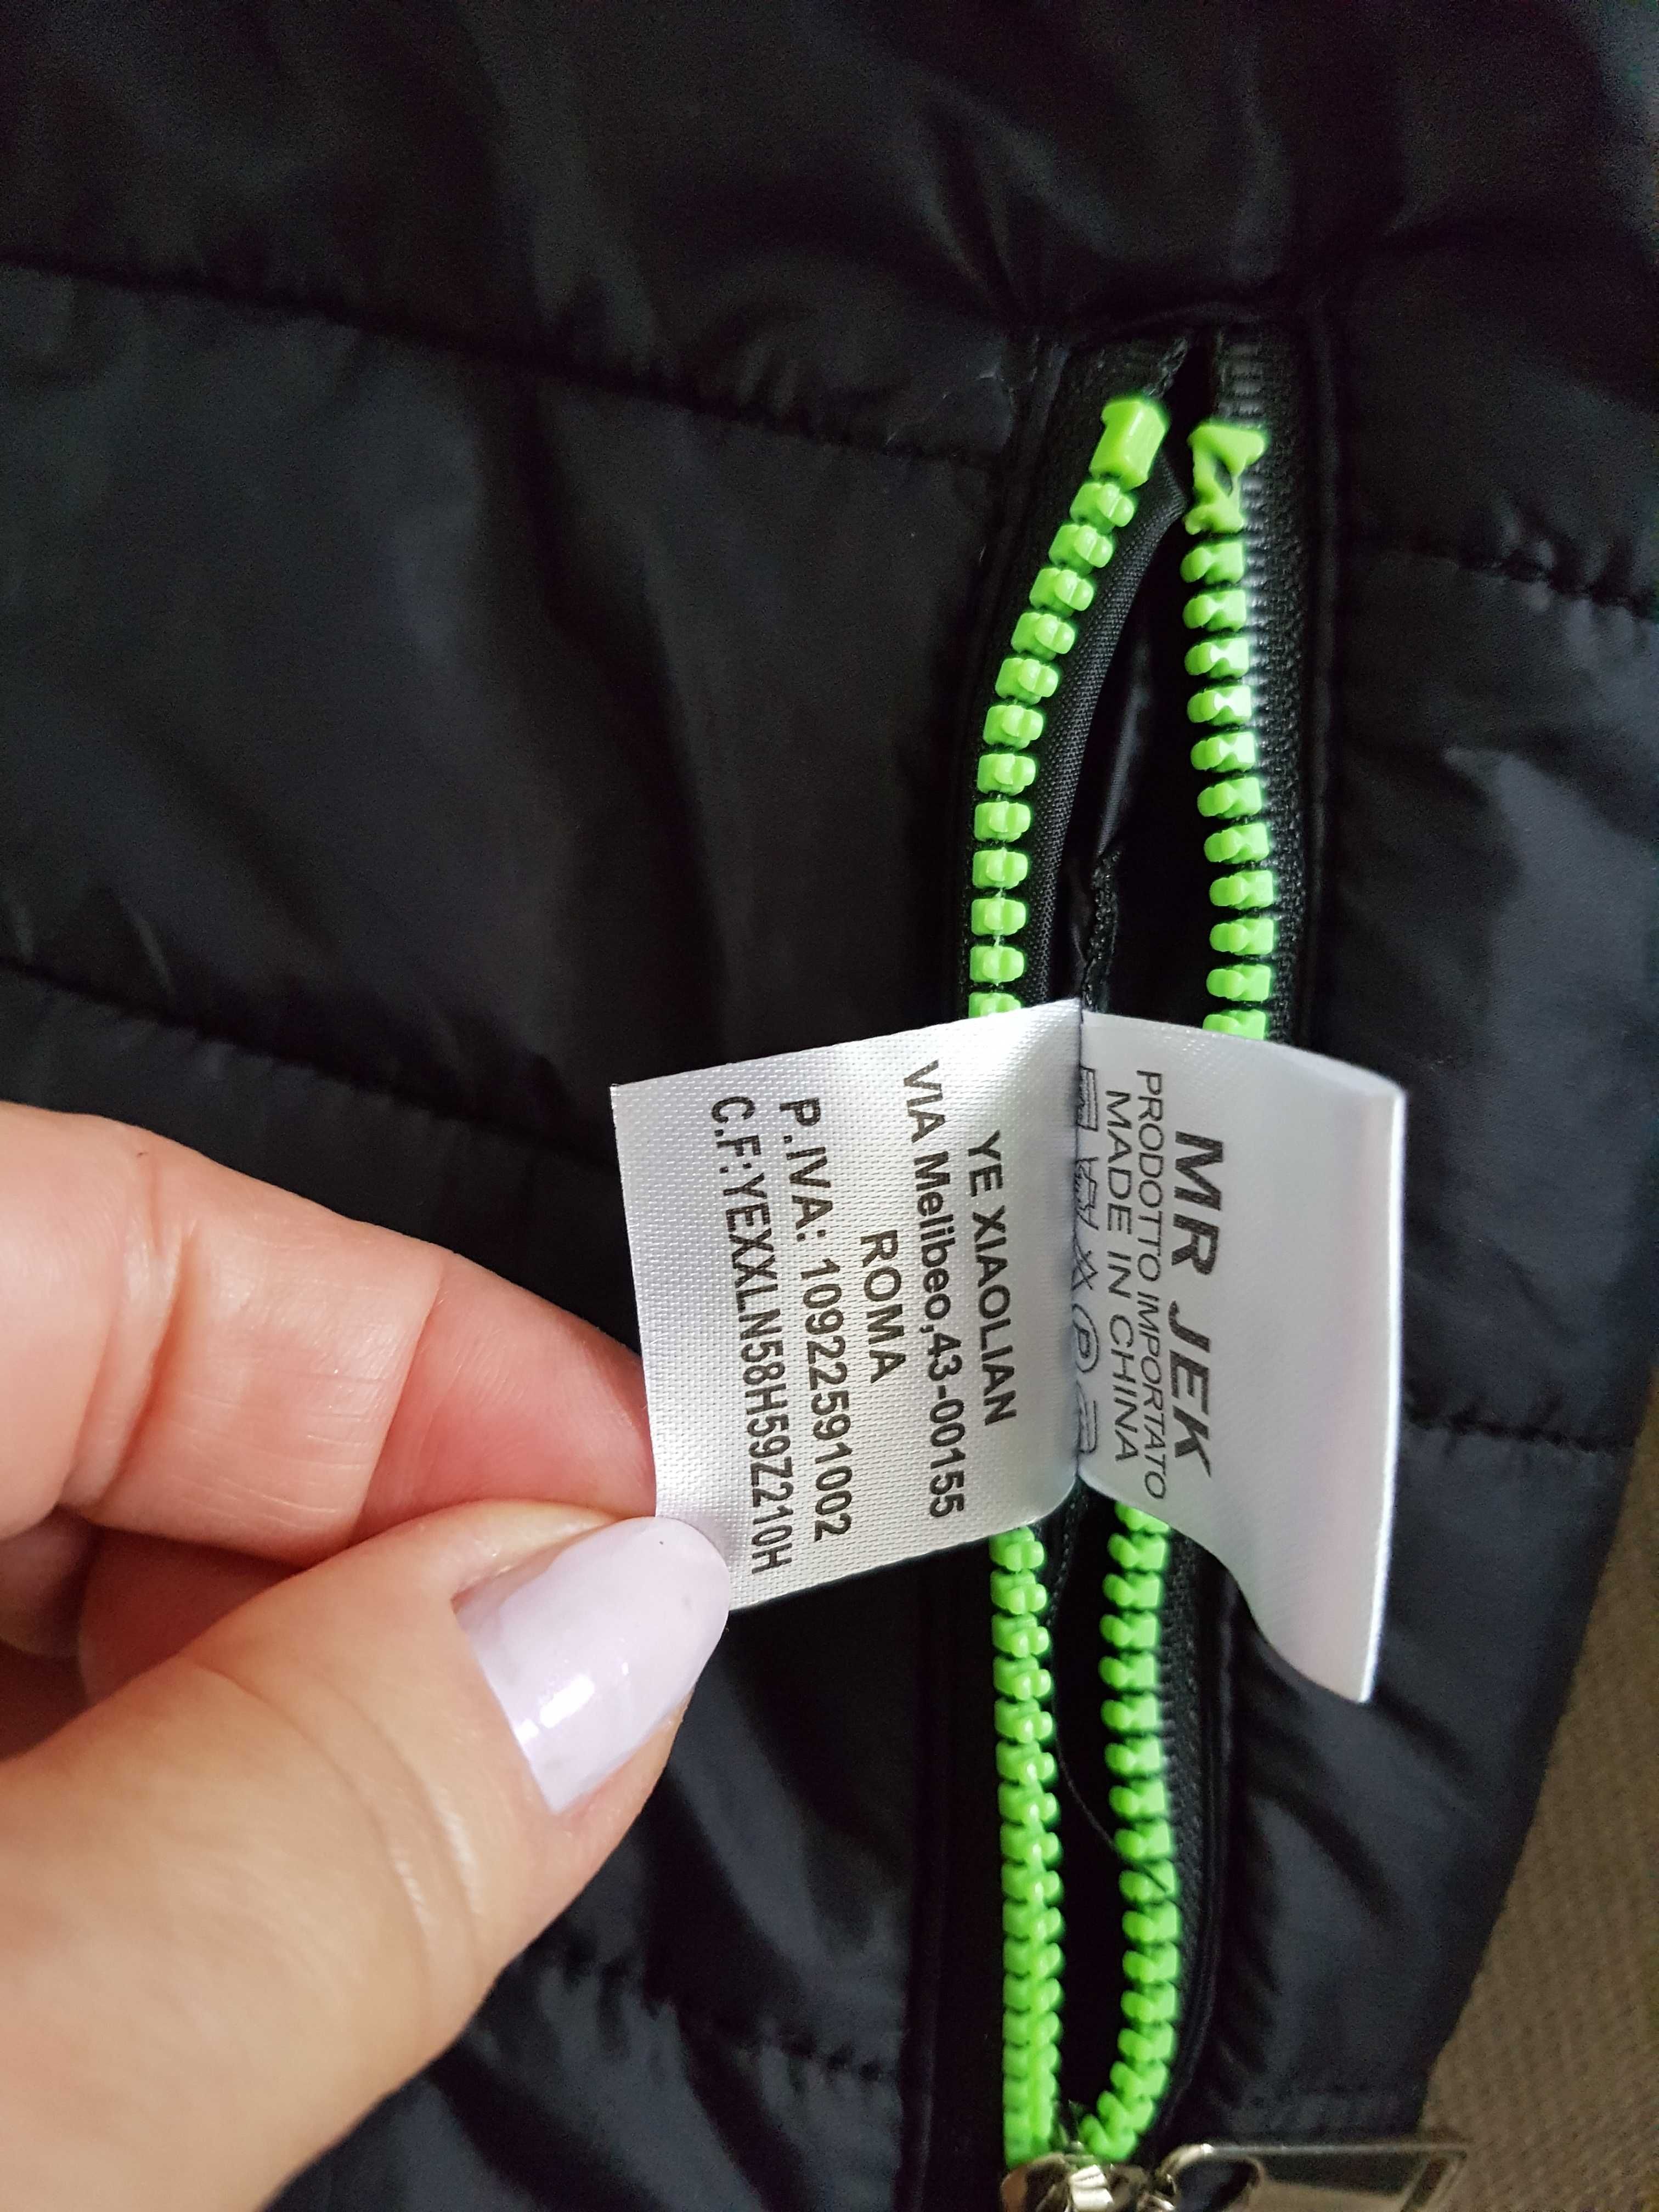 MR JEK
PRODOTTO IMPORTATO
MADE IN CHINA
P
YE XIAOLIAN
VIA Melibeo,43-00155
ROMA
P.IVA: 10922591002
C.F:YEXXLN58H59Z210H